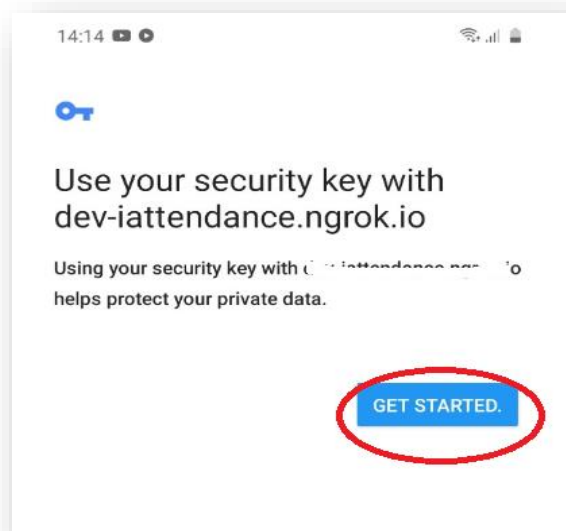 14:14
Use your security key with
dev-iattendance.ngrok.io
Using your security key with
helps protect your private data.
GET STARTED.